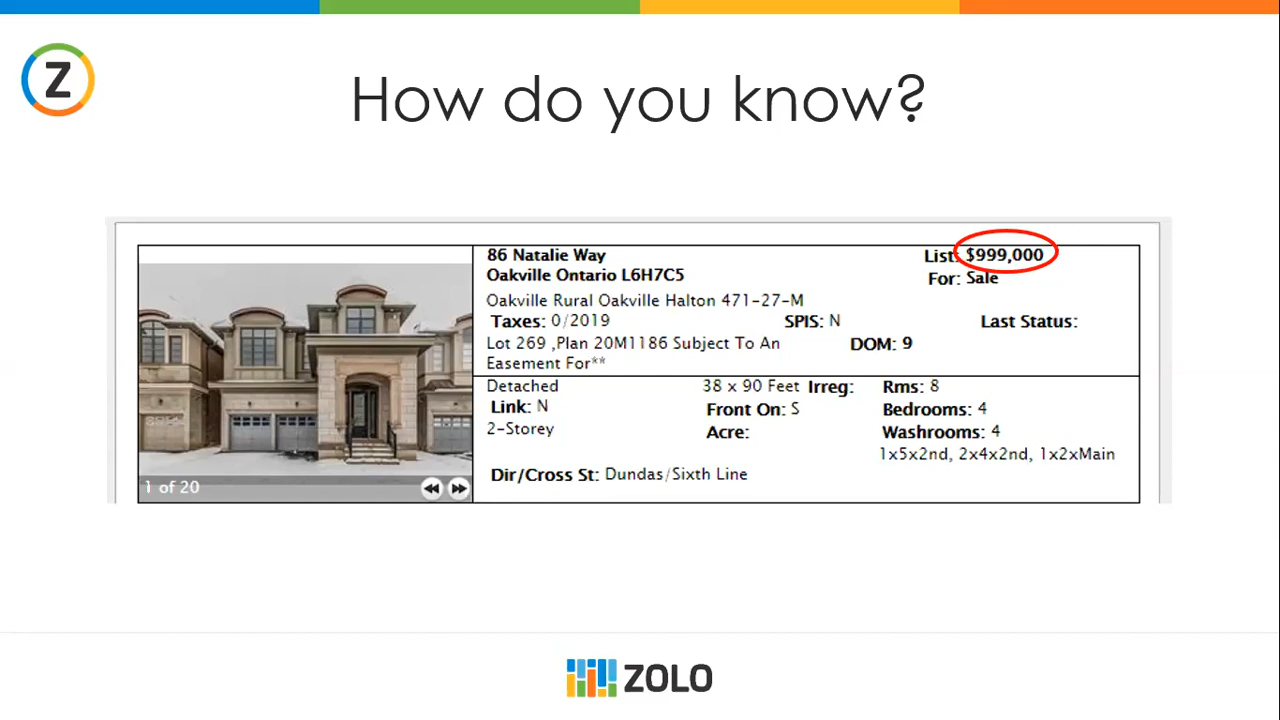 Z
How do you know?
86 Natalie Way
List: $999,000
Oakville Ontario L6H7C5
For: Sale
Oakville Rural Oakville Halton 471-27-M
Taxes: 0/2019 SPIS: N Last Status:
Lot 269 ,Plan 20M1186 Subject To An
Easement For**
DOM: 9
Detached 38 x 90 Feet Irreg: Rms: 8
Link: N Front On: S Bedrooms: 4
2-Storey Acre: Washrooms: 4
1x5x2nd, 2x4x2nd, 1x2xMain
Dir/Cross St: Dundas/Sixth Line
1 of 20
ZOLO